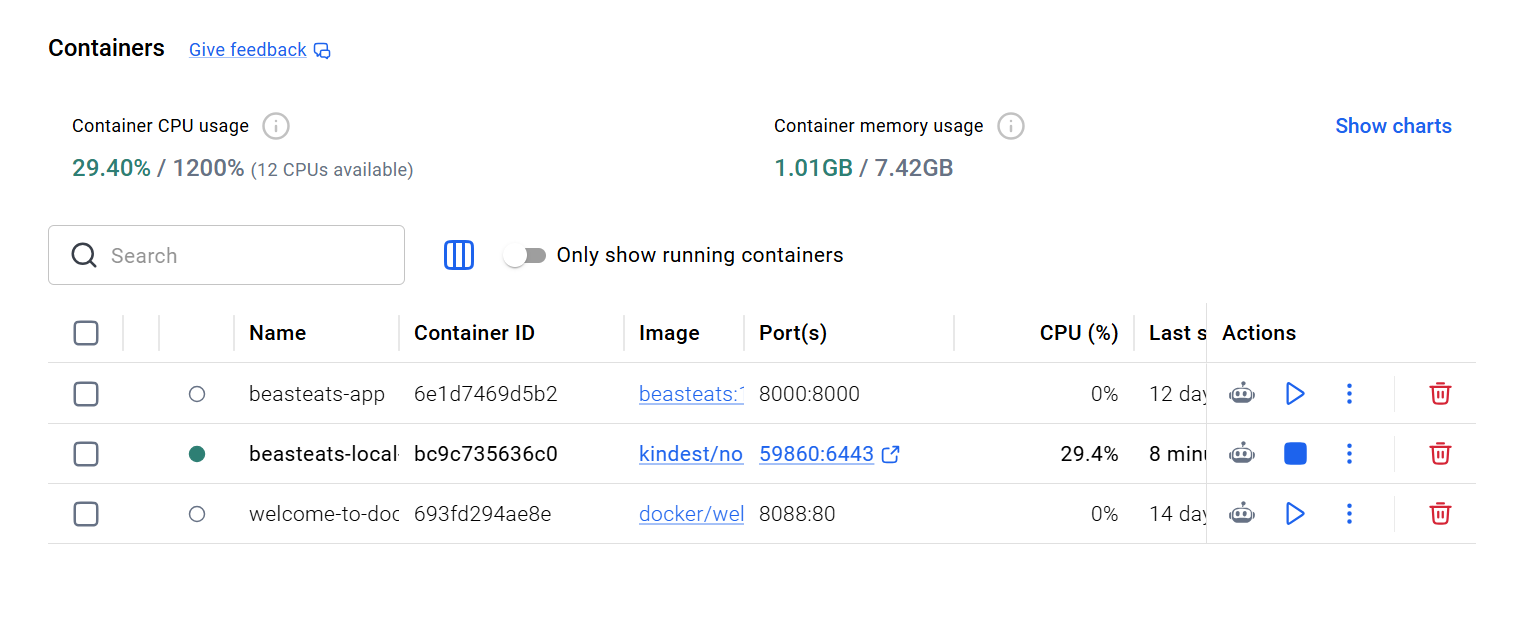 Containers Give feedback
Container CPU usage Container memory usage Show charts
29.40% / 1200% (12 CPUs available) 1.01GB / 7.42GB
Search Only show running containers
Name Container ID Image Port(s) CPU (%) Last s Actions
beasteats-app 6e1d7469d5b2 beasteats: 8000:8000 0% 12 day
beasteats-local bc9c735636c0 kindest/no 59860:6443 29.4% 8 minu
welcome-to-doc 693fd294ae8e docker/wel 8088:80 0% 14 day